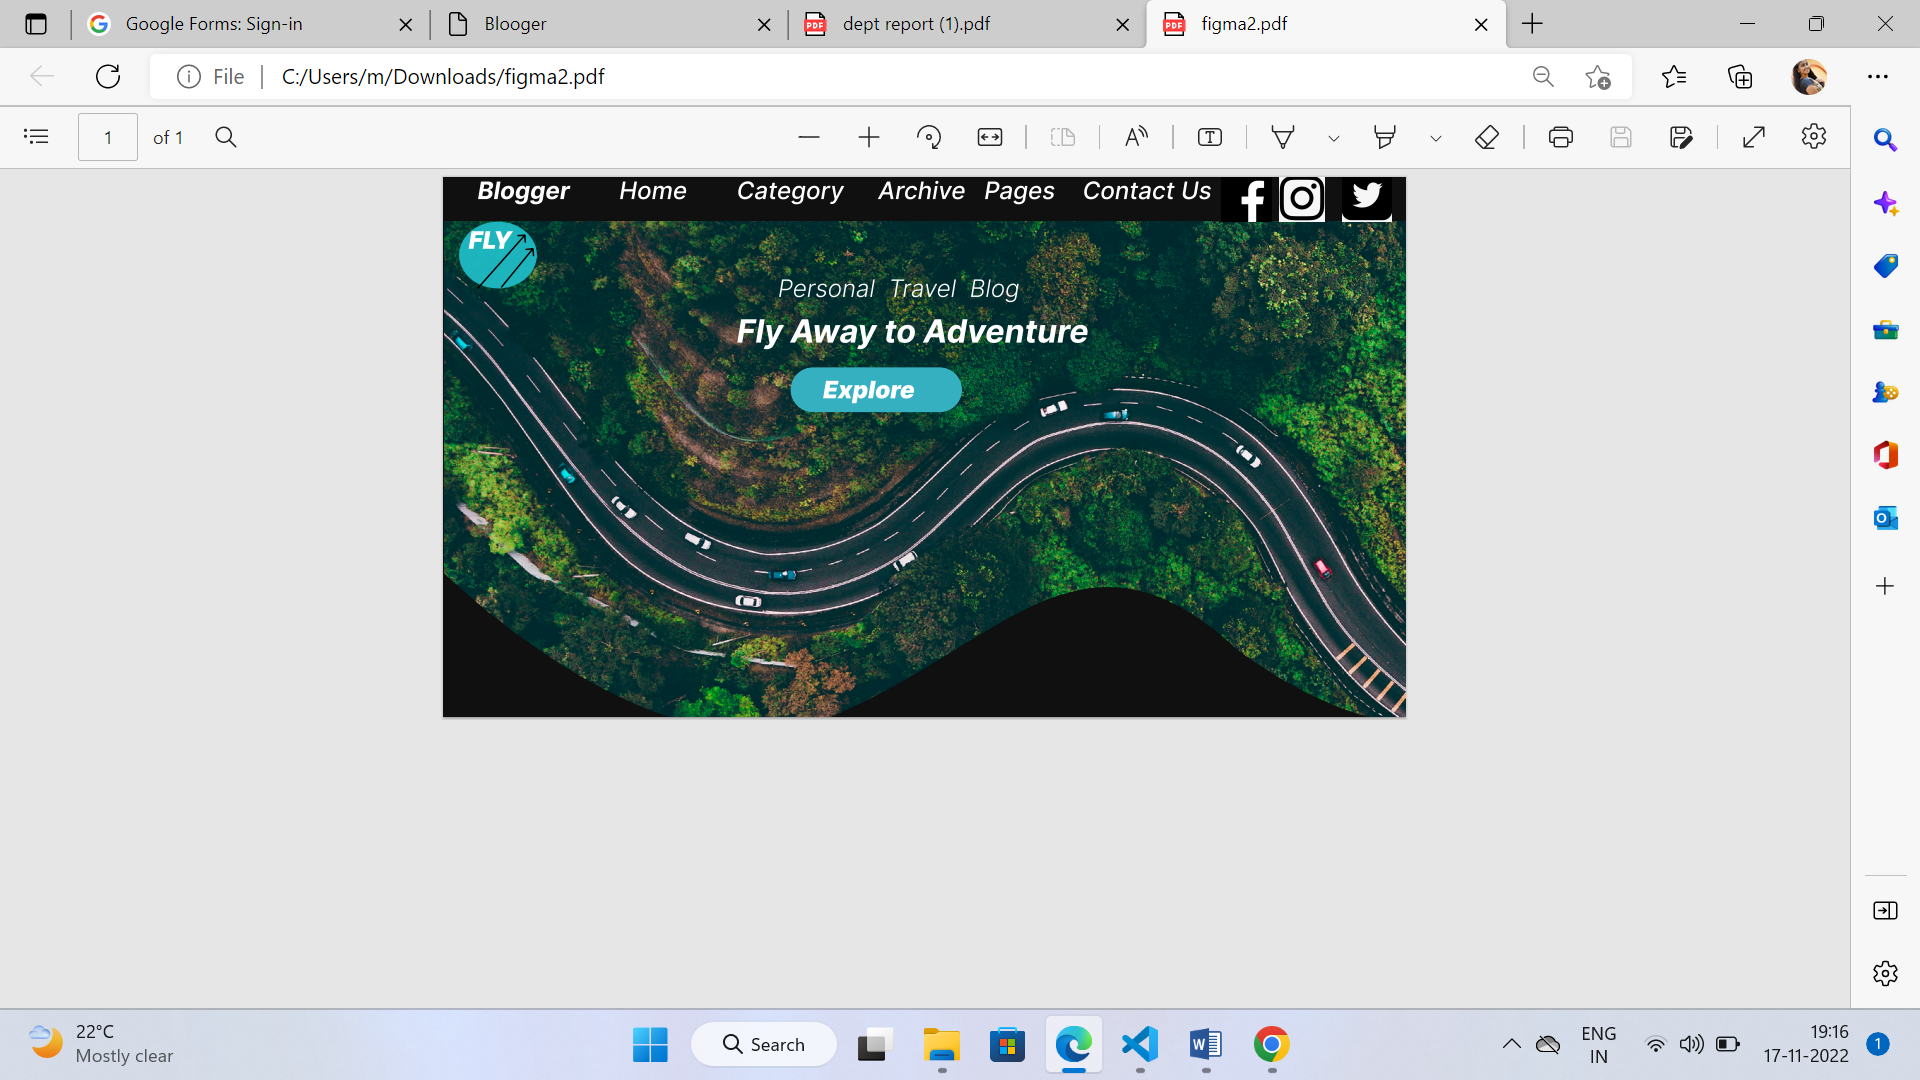 Google Forms: Sign-in
Blooger
dept report (1).pdf
figma2.pdf
File
C:/Users/m/Downloads/figma2.pdf
1
of 1
Blogger Home Category Archive Pages Contact Us
FLY
Personal Travel Blog
Fly Away to Adventure
Explore
22°C
Mostly clear
Search
ENG
IN
19:16
17-11-2022
1